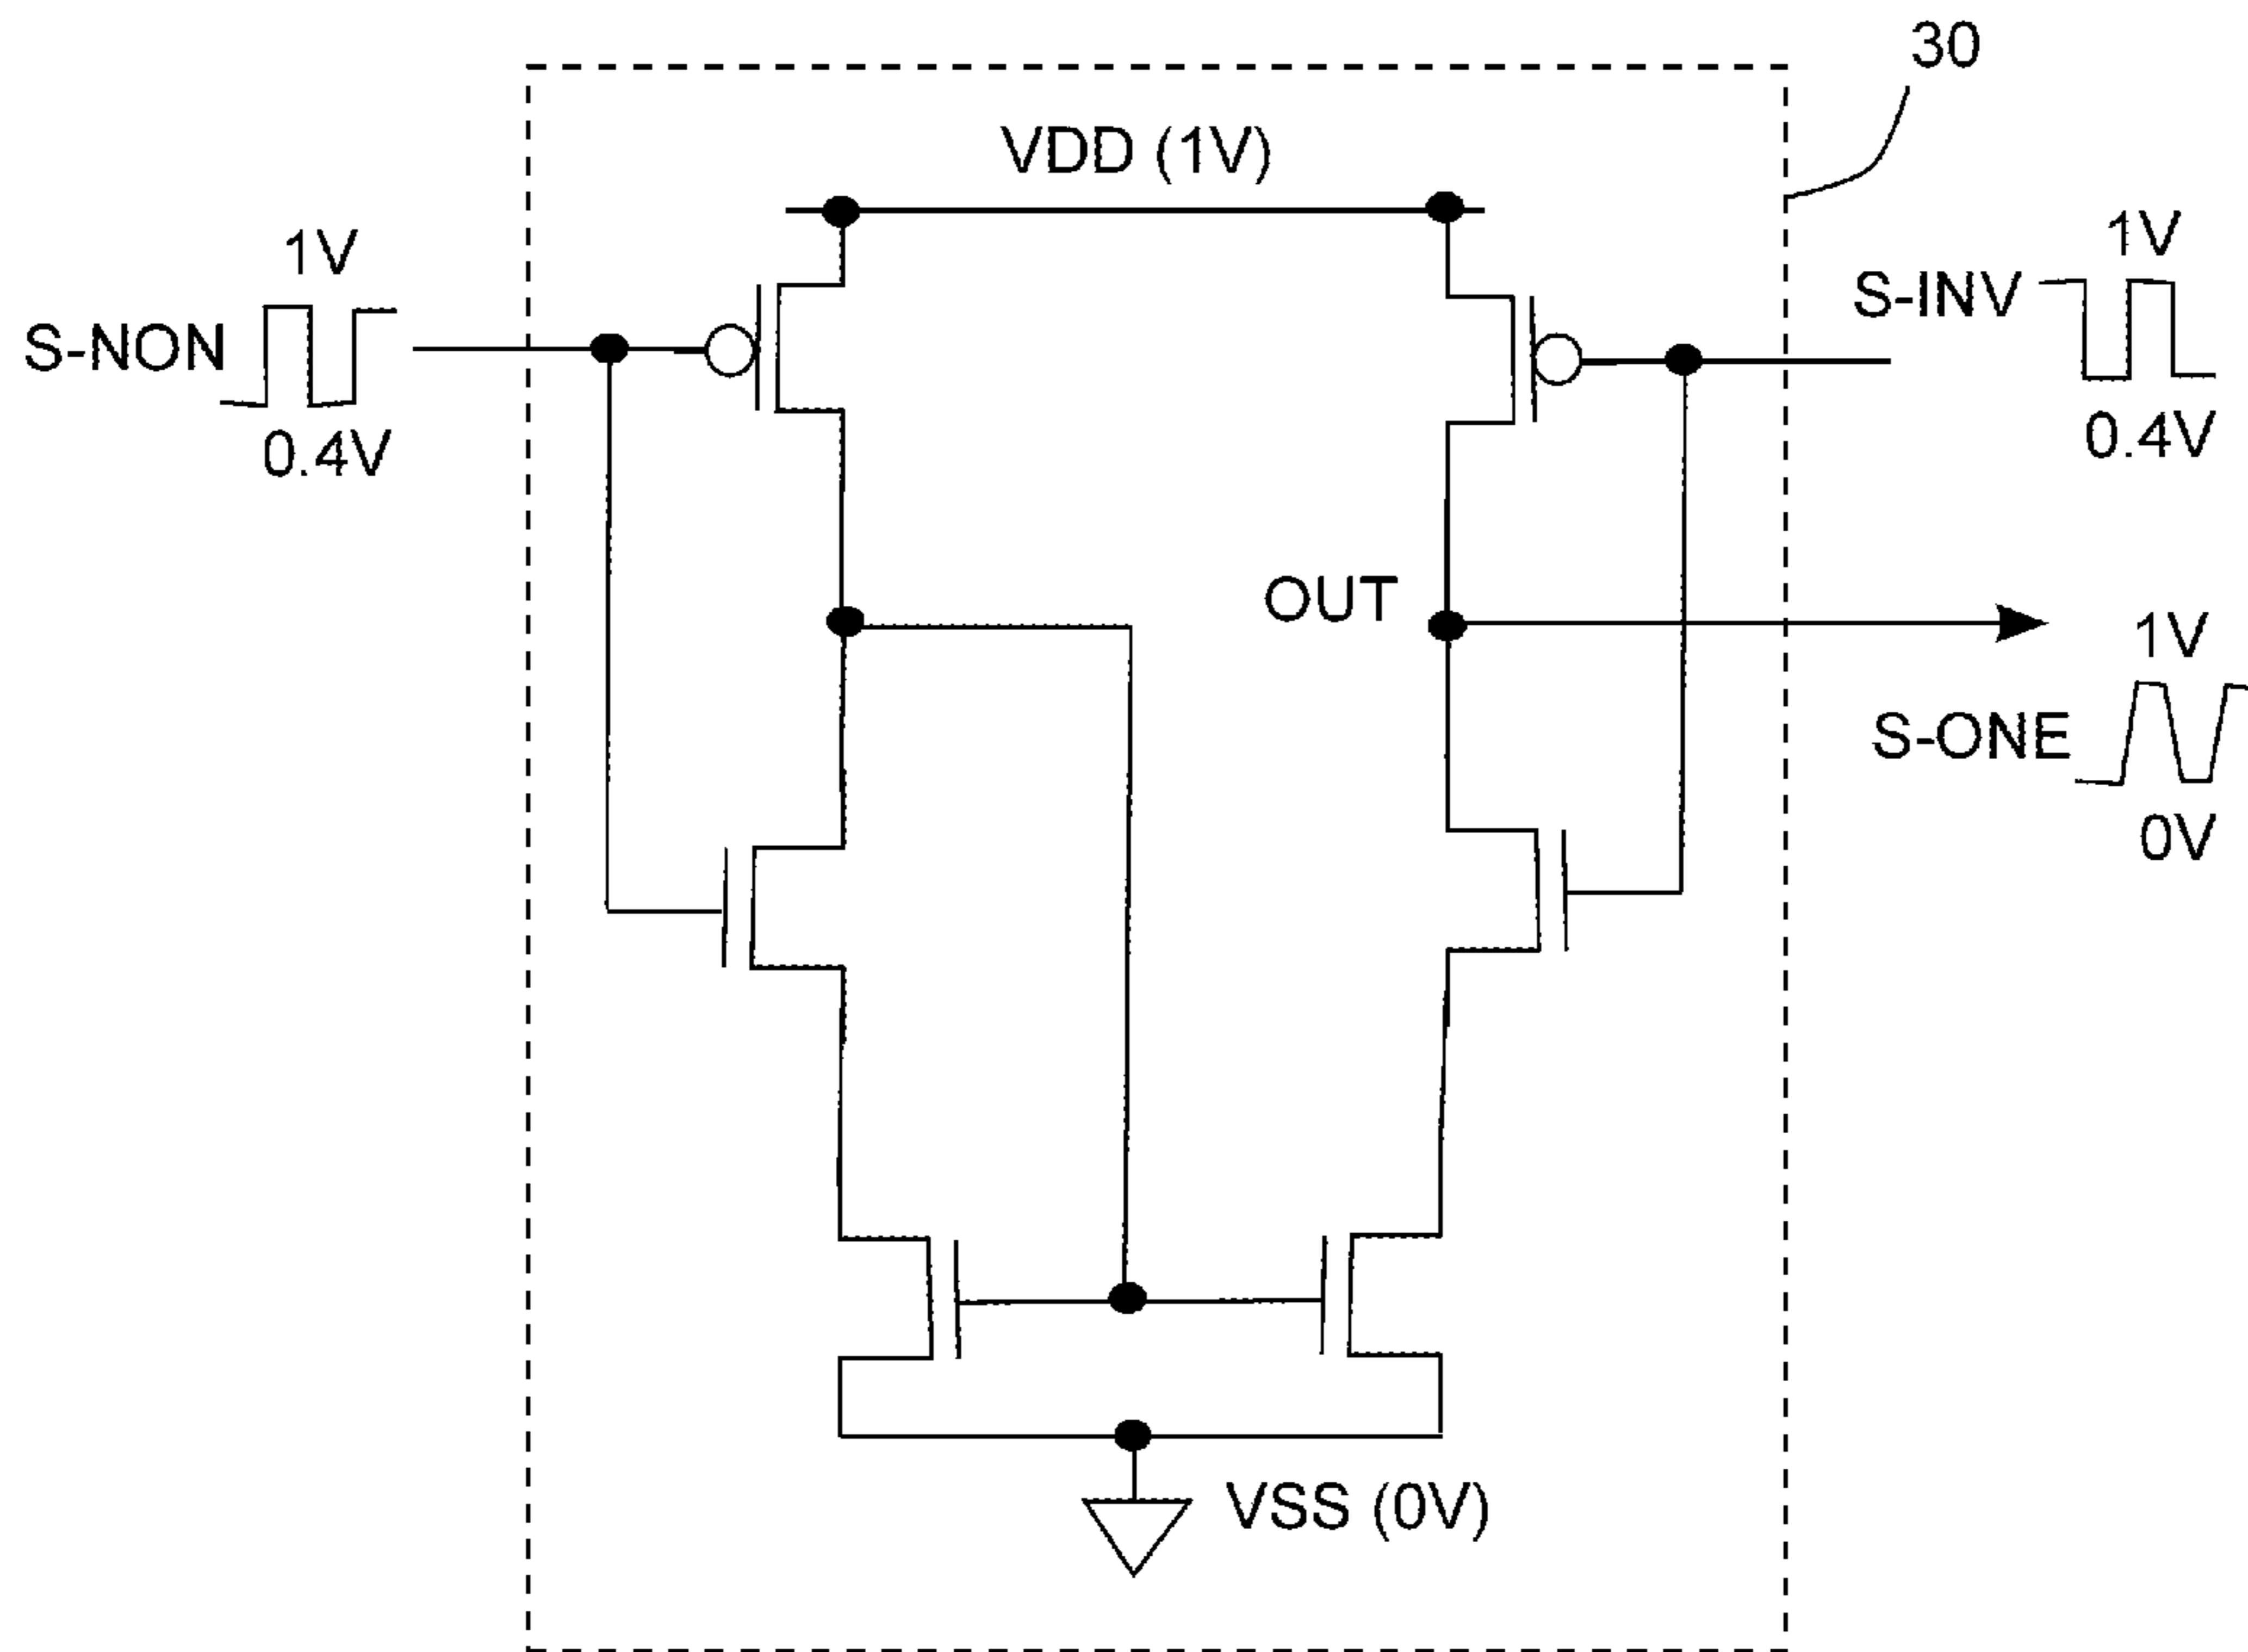 30
VDD (1V)
1V
S-NON
0.4V
1V
S-INV
0.4V
OUT
1V
S-ONE
0V
VSS (0V)